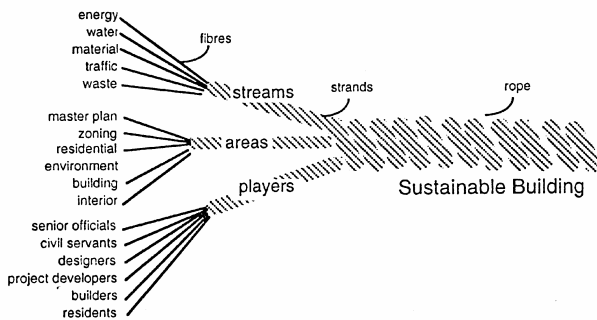 energy
water
material
traffic
waste
fibres
streams
strands
rope
master plan
zoning
residential
environment
building
interior
areas
players
Sustainable Building
senior officials
civil servants
designers
project developers
builders
residents